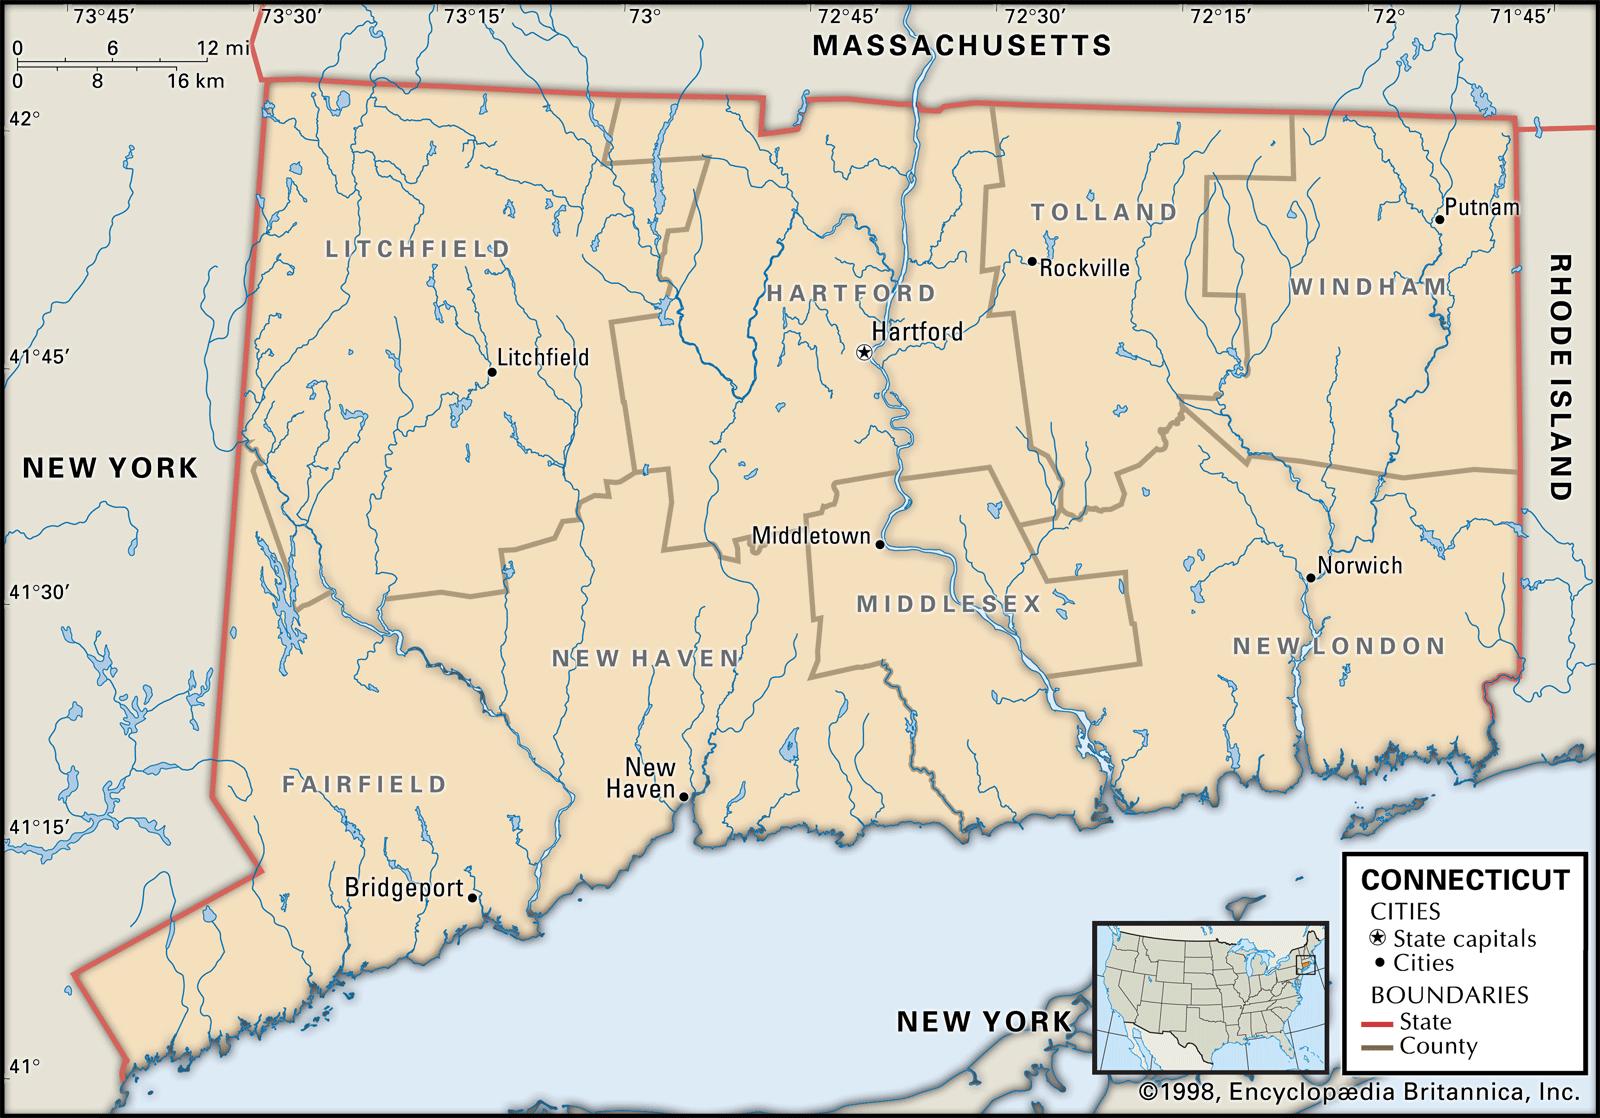 73°45′
73°30′
73°15′
73°
72°45′
72°30′
72°15′
72°
71°45′
0 6 12 mi
0 8 16 km
MASSACHUSETTS
42°
41°45′
41°30′
41°15′
41°
NEW YORK
RHODE ISLAND
LITCHFIELD
Litchfield
HARTFORD
Hartford
TOLLAND
Rockville
WINDHAM
Putnam
Middletown
MIDDLESEX
Norwich
NEW LONDON
NEW HAVEN
New
Haven
FAIRFIELD
Bridgeport
NEW YORK
CONNECTICUT
CITIES
State capitals
Cities
BOUNDARIES
State
County
©1998, Encyclopædia Britannica, Inc.